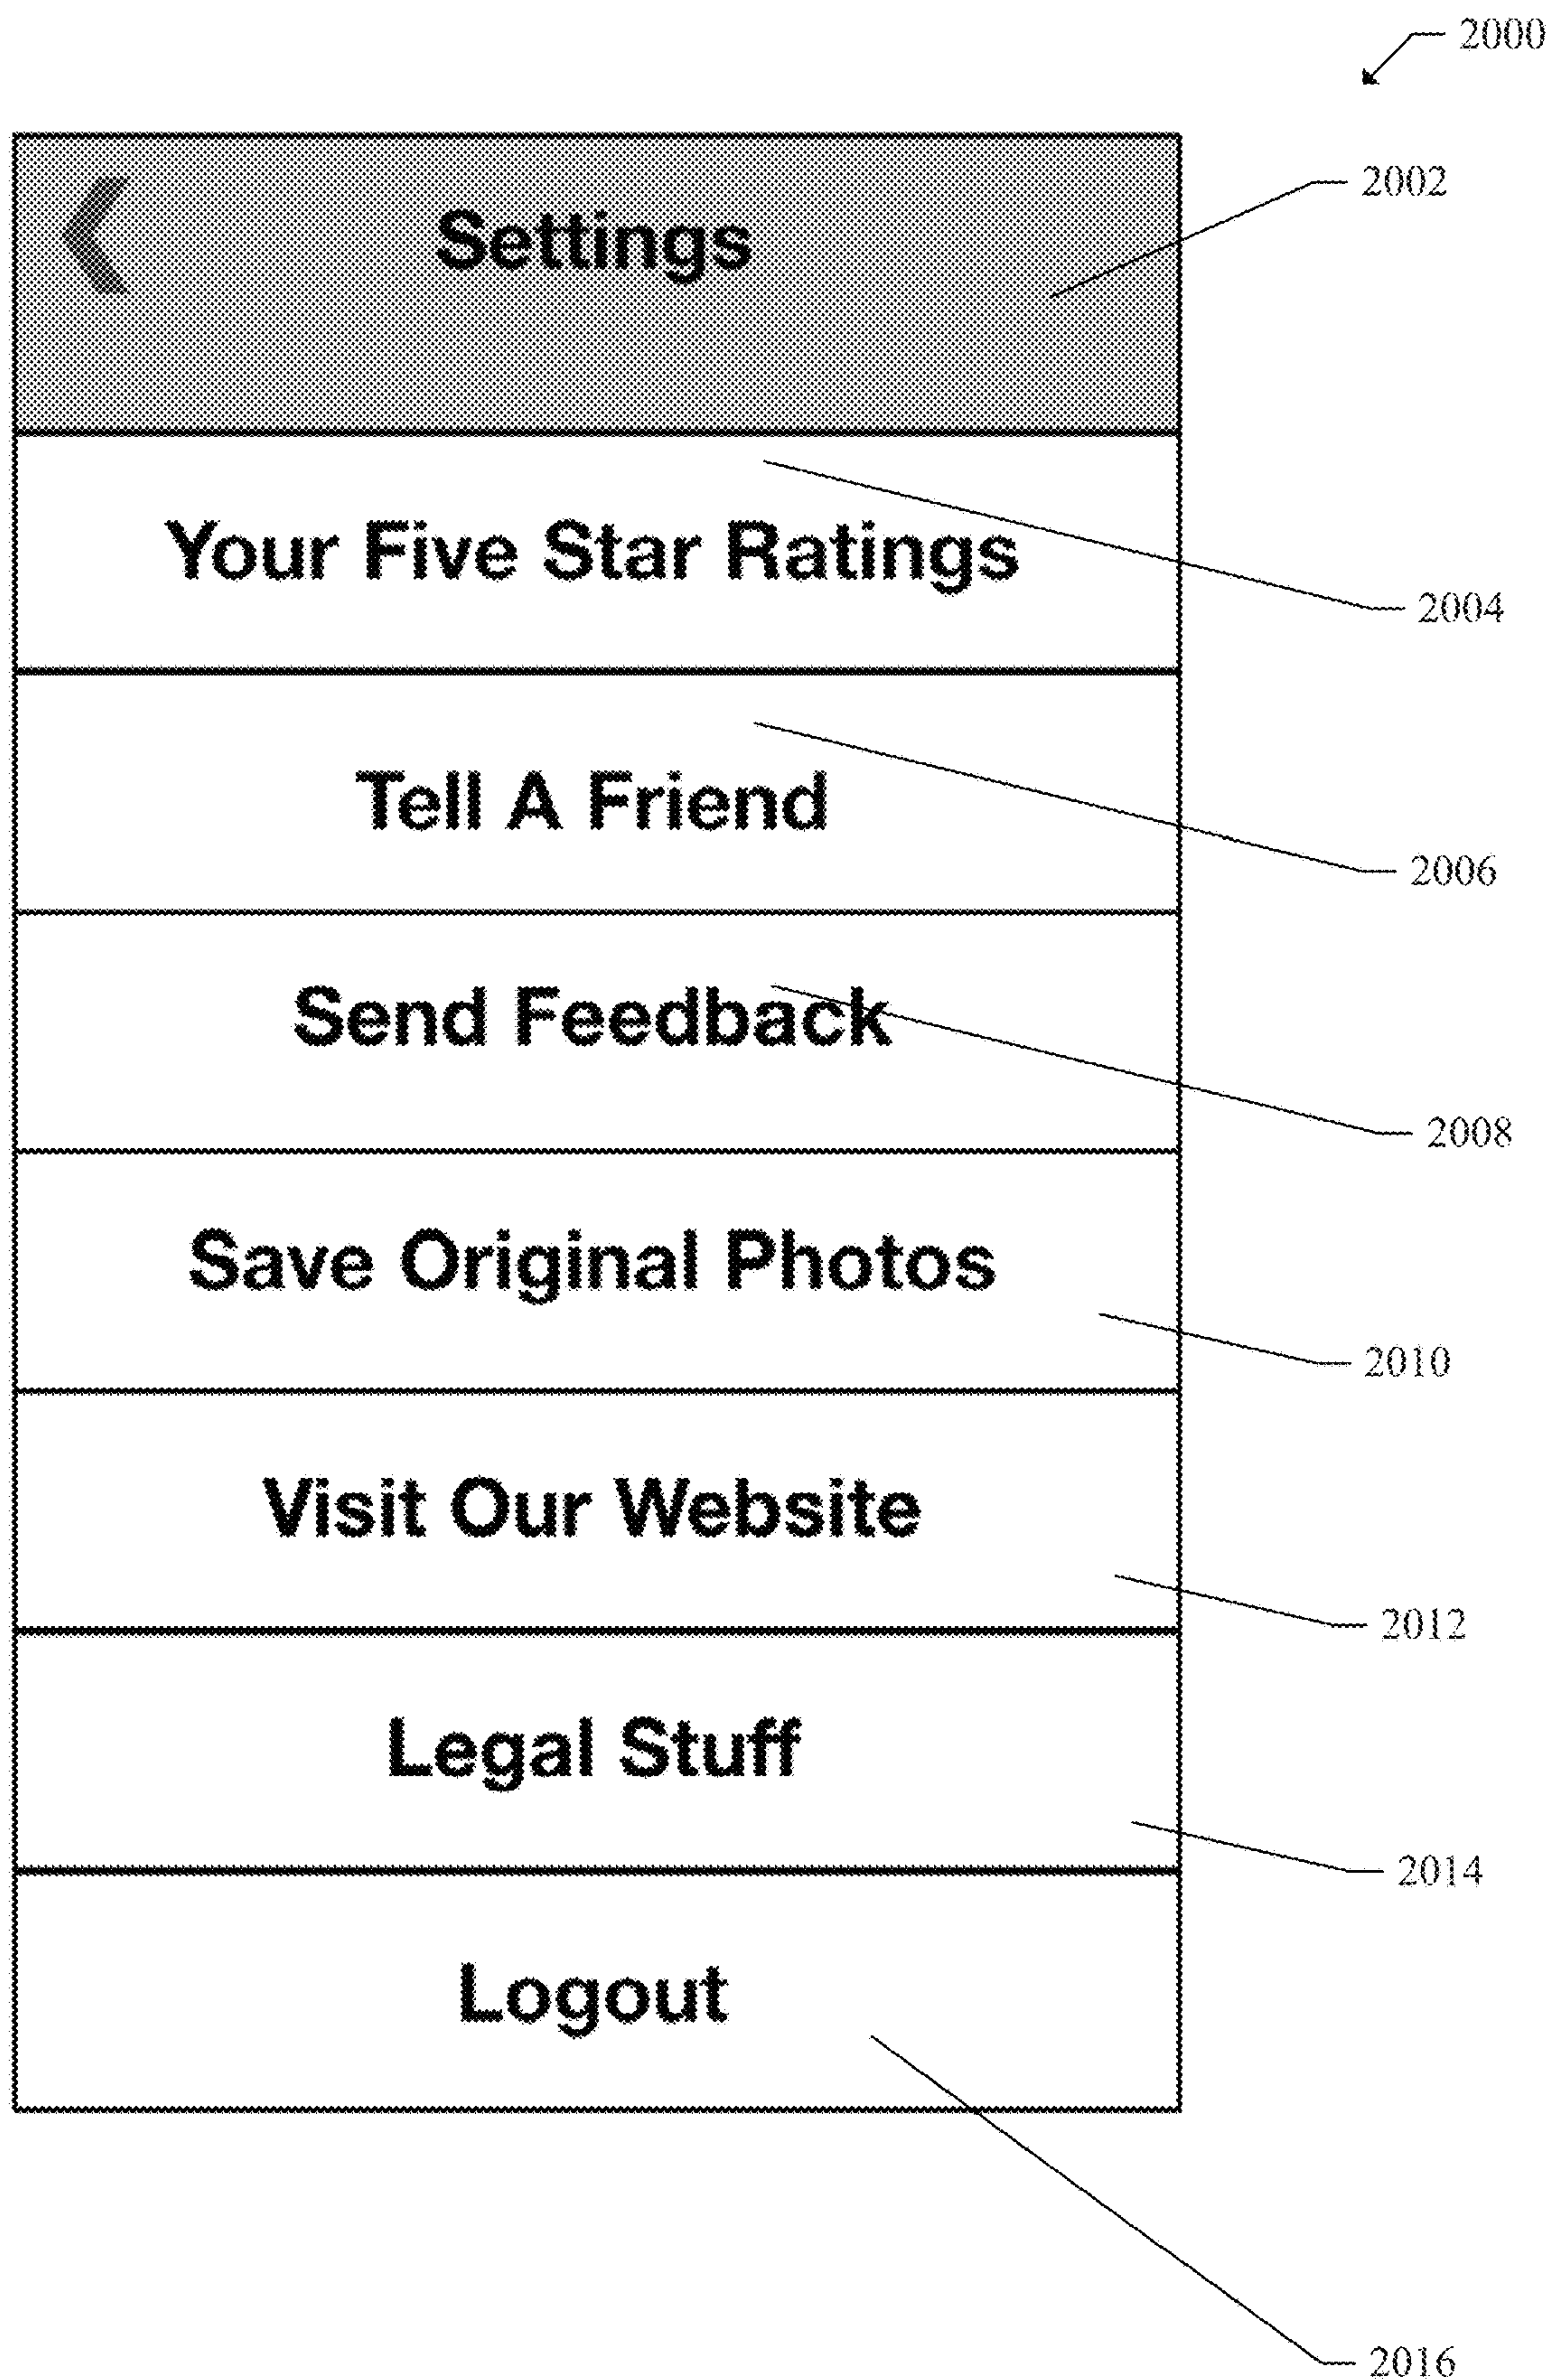 2000
2002
Settings
Your Five Star Ratings
2004
Tell A Friend
2006
Send Feedback
2008
Save Original Photos
2010
Visit Our Website
2012
Legal Stuff
2014
Logout
2016